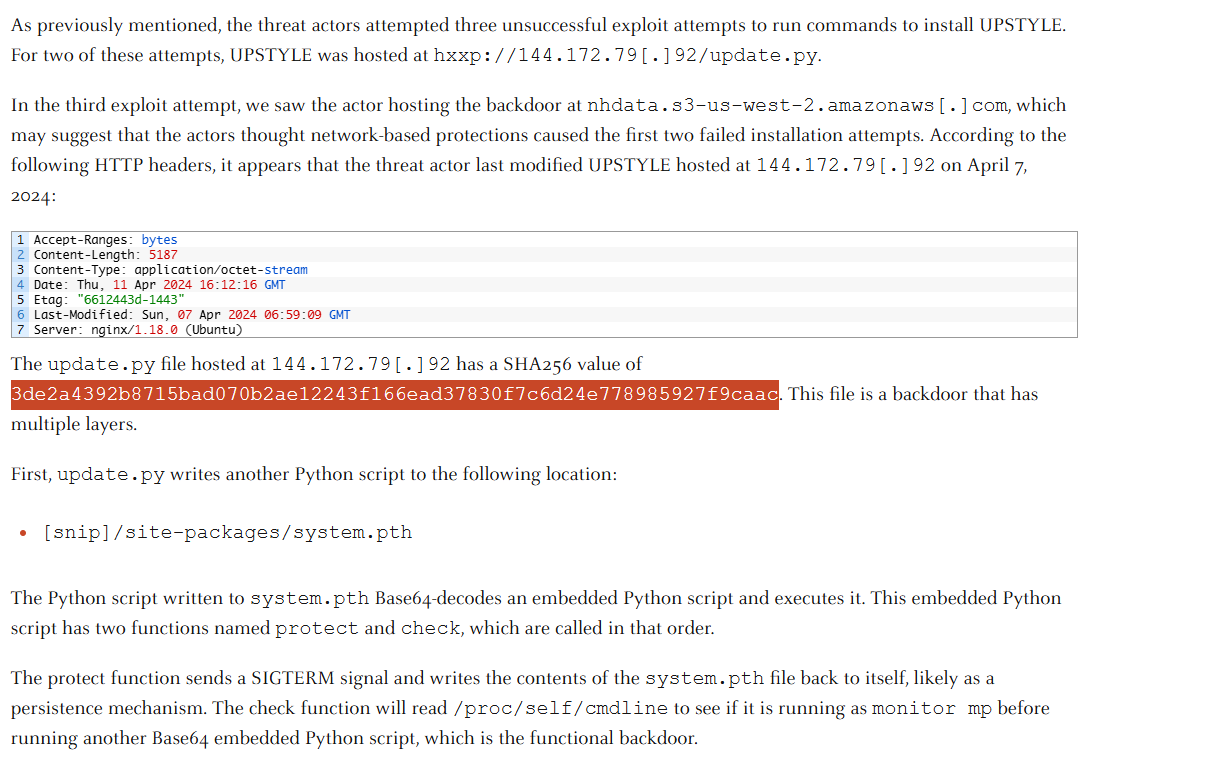 As previously mentioned, the threat actors attempted three unsuccessful exploit attempts to run commands to install UPSTYLE.
For two of these attempts, UPSTYLE was hosted at hxxp://144.172.79[.]92/update.py.
In the third exploit attempt, we saw the actor hosting the backdoor at nhdata.s3-us-west-2.amazonaws[.]com, which
may suggest that the actors thought network-based protections caused the first two failed installation attempts. According to the
following HTTP headers, it appears that the threat actor last modified UPSTYLE hosted at 144.172.79[.]92 on April 7,
2024:
1 Accept-Ranges: bytes
2 Content-Length: 5187
3 Content-Type: application/octet-stream
4 Date: Thu, 11 Apr 2024 16:12:16 GMT
5 Etag: "6612443d-1443"
6 Last-Modified: Sun, 07 Apr 2024 06:59:09 GMT
7 Server: nginx/1.18.0 (Ubuntu)
The update.py file hosted at 144.172.79[.]92 has a SHA256 value of
3de2a4392b8715bad070b2ae12243f166ead37830f7c6d24e778985927f9caac. This file is a backdoor that has
multiple layers.
First, update.py writes another Python script to the following location:
• [snip]/site-packages/system.pth
The Python script written to system.pth Base64-decodes an embedded Python script and executes it. This embedded Python
script has two functions named protect and check, which are called in that order.
The protect function sends a SIGTERM signal and writes the contents of the system.pth file back to itself, likely as a
persistence mechanism. The check function will read /proc/self/cmdline to see if it is running as monitor mp before
running another Base64 embedded Python script, which is the functional backdoor.